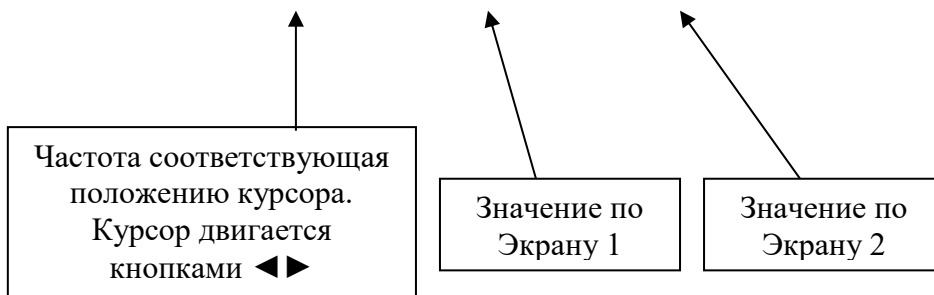 Частота соответствующая
положению курсора.
Курсор двигается
кнопками ◄►
Значение по
Экрану 1
Значение по
Экрану 2